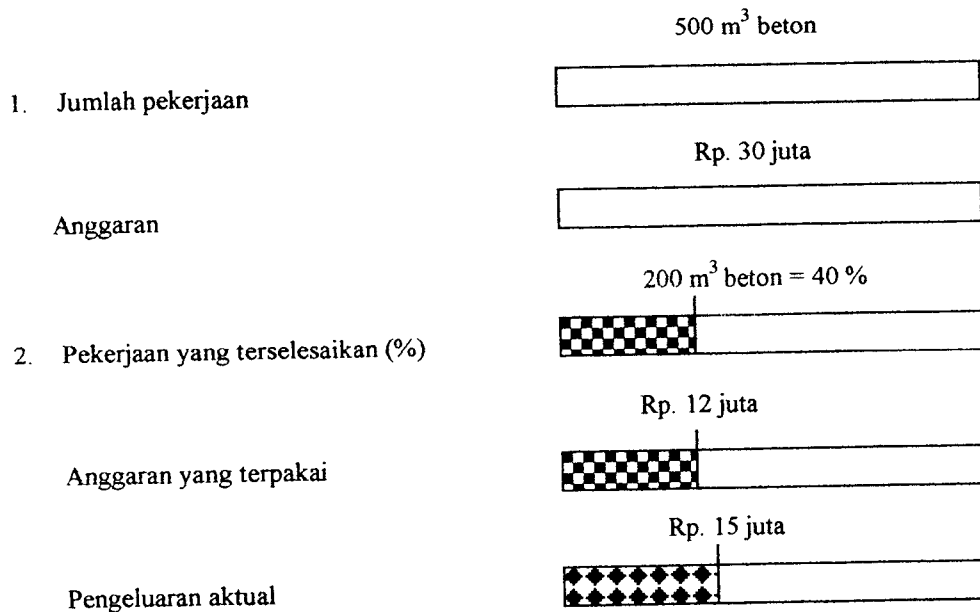 500 m³ beton
1. Jumlah pekerjaan
Rp. 30 juta
Anggaran
200 m³ beton = 40 %
2. Pekerjaan yang terselesaikan (%)
Rp. 12 juta
Anggaran yang terpakai
Rp. 15 juta
Pengeluaran aktual